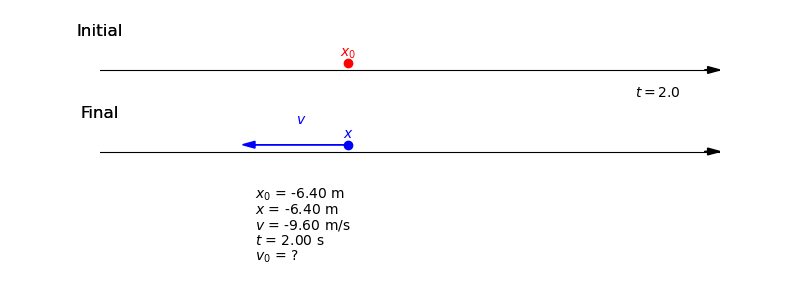 Initial
x₀
t = 2.0
Final
v
x
x₀ = -6.40 m
x = -6.40 m
v = -9.60 m/s
t = 2.00 s
v₀ = ?